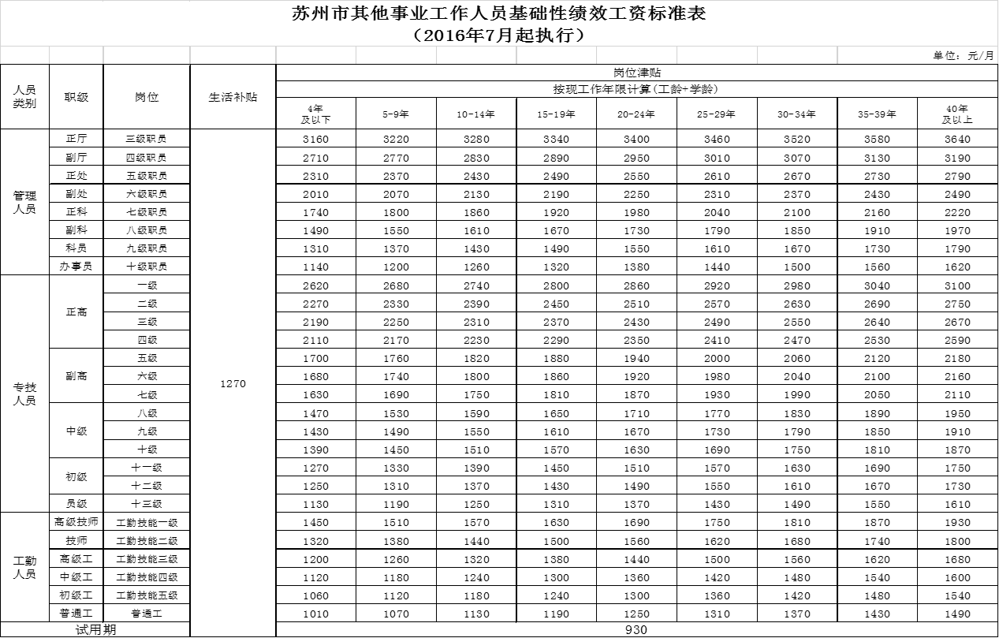 苏州市其他事业工作人员基础性绩效工资标准表
（2016年7月起执行）
单位：元/月
人员类别 职级 岗位 生活补贴 岗位津贴
按现工作年限计算(工龄+学龄)
4年及以下 5-9年 10-14年 15-19年 20-24年 25-29年 30-34年 35-39年 40年及以上
管理人员 正厅 三级职员 1270 3160 3220 3280 3340 3400 3460 3520 3580 3640
副厅 四级职员 2710 2770 2830 2890 2950 3010 3070 3130 3190
正处 五级职员 2310 2370 2430 2490 2550 2610 2670 2730 2790
副处 六级职员 2010 2070 2130 2190 2250 2310 2370 2430 2490
正科 七级职员 1740 1800 1860 1920 1980 2040 2100 2160 2220
副科 八级职员 1490 1550 1610 1670 1730 1790 1850 1910 1970
科员 九级职员 1310 1370 1430 1490 1550 1610 1670 1730 1790
办事员 十级职员 1140 1200 1260 1320 1380 1440 1500 1560 1620
专技人员 正高 一级 2620 2680 2740 2800 2860 2920 2980 3040 3100
二级 2270 2330 2390 2450 2510 2570 2630 2690 2750
三级 2190 2250 2310 2370 2430 2490 2550 2640 2670
四级 2110 2170 2230 2290 2350 2410 2470 2530 2590
副高 五级 1700 1760 1820 1880 1940 2000 2060 2120 2180
六级 1680 1740 1800 1860 1920 1980 2040 2100 2160
七级 1630 1690 1750 1810 1870 1930 1990 2050 2110
中级 八级 1470 1530 1590 1650 1710 1770 1830 1890 1950
九级 1430 1490 1550 1610 1670 1730 1790 1850 1910
十级 1390 1450 1510 1570 1630 1690 1750 1810 1870
初级 十一级 1270 1330 1390 1450 1510 1570 1630 1690 1750
十二级 1250 1310 1370 1430 1490 1550 1610 1670 1730
员级 十三级 1130 1190 1250 1310 1370 1430 1490 1550 1610
工勤人员 高级技师 工勤技能一级 1450 1510 1570 1630 1690 1750 1810 1870 1930
技师 工勤技能二级 1320 1380 1440 1500 1560 1620 1680 1740 1800
高级工 工勤技能三级 1200 1260 1320 1380 1440 1500 1560 1620 1680
中级工 工勤技能四级 1120 1180 1240 1300 1360 1420 1480 1540 1600
初级工 工勤技能五级 1060 1120 1180 1240 1300 1360 1420 1480 1540
普通工 普通工 1010 1070 1130 1190 1250 1310 1370 1430 1490
试用期 930